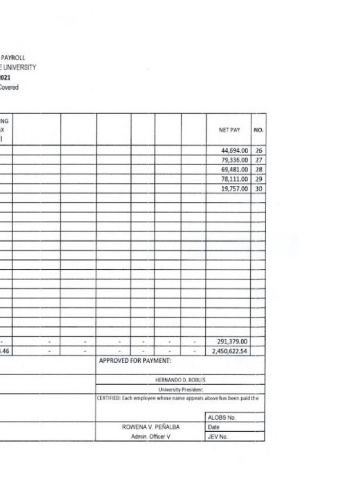 PAYROLL
UNIVERSITY
2021
Covered
NG
NET PAY NO.
44,694.00 26
79,336.00 27
69,481.00 28
78,111.00 29
19,757.00 30
- - - - - - - 291,379.00
.46 - - - - - - 2,450,622.54
APPROVED FOR PAYMENT:
HERNANDO D. ROBLES
University President
CERTIFIED: Each employee whose name appears above has been paid the
ALOBS No.
ROWENA V. PEÑALBA Date
Admin. Officer V JEV No.